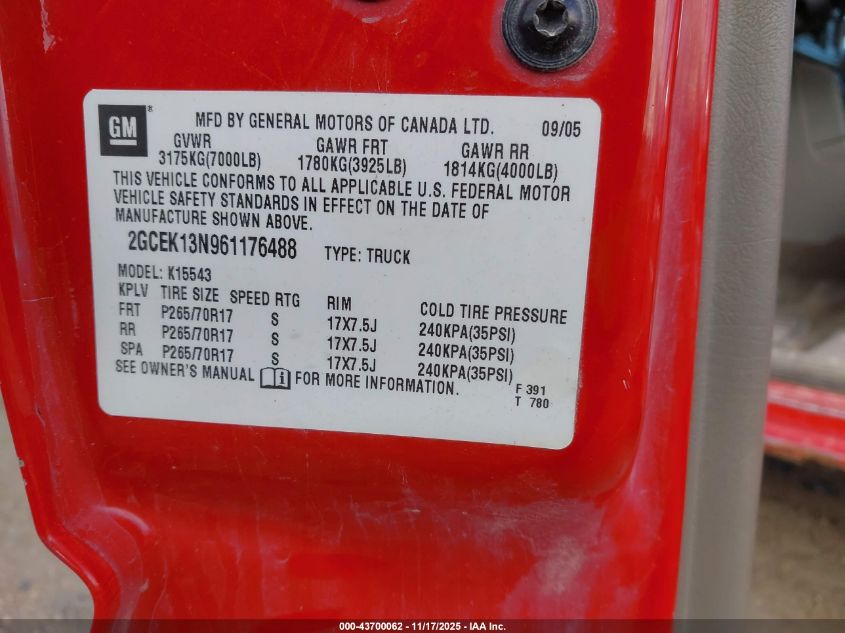 GM ® MFD BY GENERAL MOTORS OF CANADA LTD. 09/05
GVWR GAWR FRT GAWR RR
3175KG(7000LB) 1780KG(3925LB) 1814KG(4000LB)
THIS VEHICLE CONFORMS TO ALL APPLICABLE U.S. FEDERAL MOTOR
VEHICLE SAFETY STANDARDS IN EFFECT ON THE DATE OF
MANUFACTURE SHOWN ABOVE.
2GCEK13N961176488 TYPE: TRUCK
MODEL: K15543
KPLV TIRE SIZE SPEED RTG RIM COLD TIRE PRESSURE
FRT P265/70R17 S 17X7.5J 240KPA(35PSI)
RR P265/70R17 S 17X7.5J 240KPA(35PSI)
SPA P265/70R17 S 17X7.5J 240KPA(35PSI)
SEE OWNER'S MANUAL i FOR MORE INFORMATION.
F 391
T 780
000-43700062 - 11/17/2025 - IAA Inc.